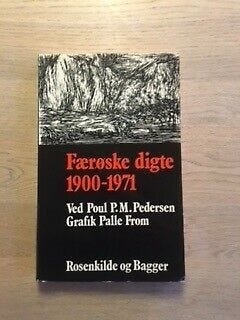 Færøske digte
1900-1971
Ved Poul P.M. Pedersen
Grafik Palle From
Rosenkilde og Bagger